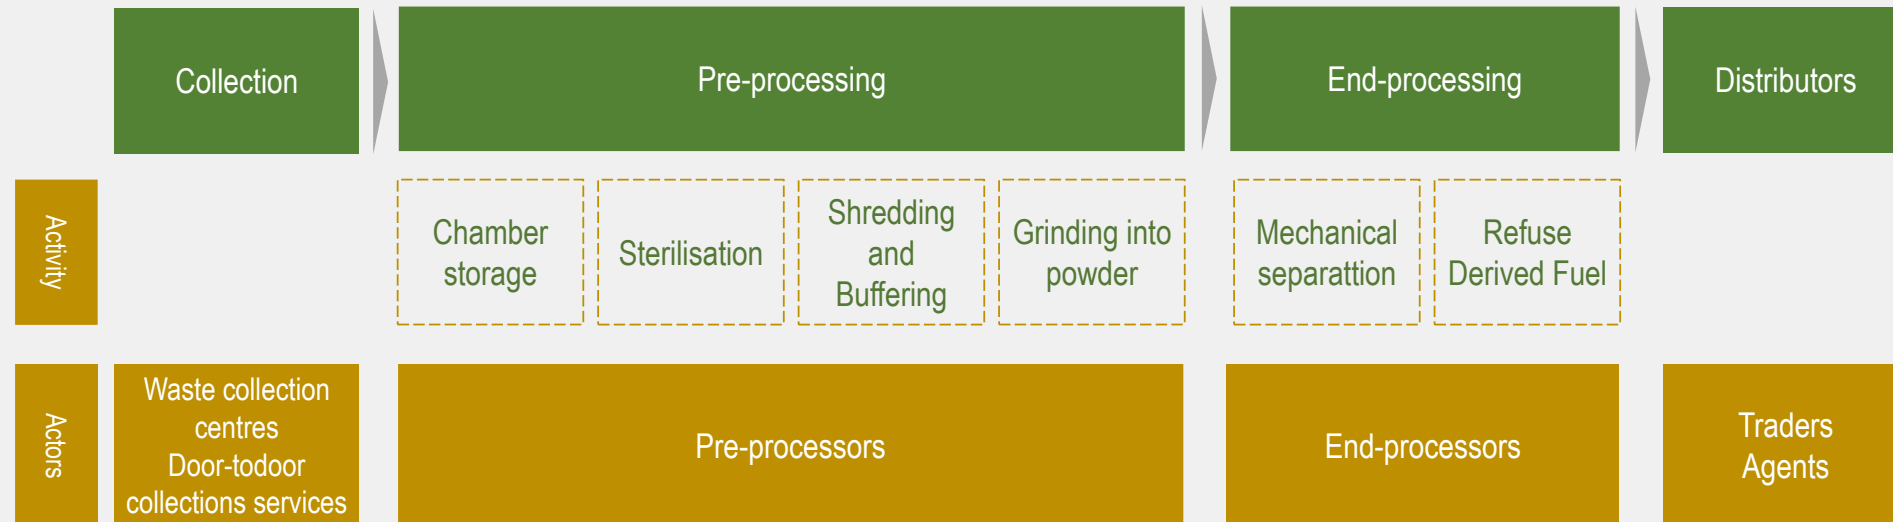 Collection
Pre-processing
End-processing
Distributors
Activity
Chamber
storage
Sterilisation
Shredding
and
Buffering
Grinding into
powder
Mechanical
separattion
Refuse
Derived Fuel
Actors
Waste collection
centres
Door-todoor
collections services
Pre-processors
End-processors
Traders
Agents